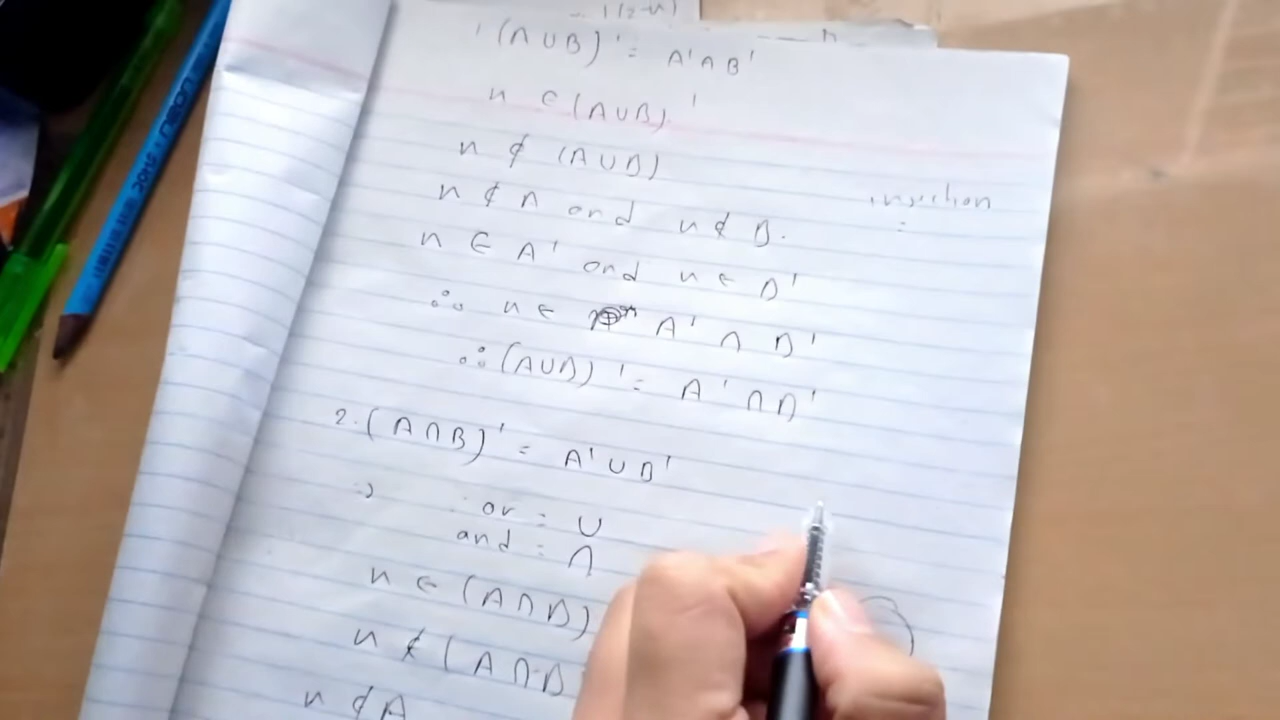 (A∪B)' = A'∩B'
n ∈ (A∪B)'
n ∉ (A∪B)
n ∉ A and n ∉ B.
n ∈ A' and n ∈ B'
∴ n ∈ A' ∩ B'
∴ (A∪B)' = A' ∩ B'
2. (A∩B)' = A'∪B'
or = ∪
and = ∩
n ∈ (A∩B)
n ∉ (A∩B
n ∉ A